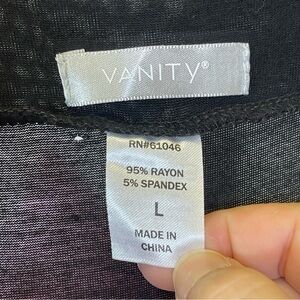 VANITY®
RN#61046
95% RAYON
5% SPANDEX
L
MADE IN
CHINA